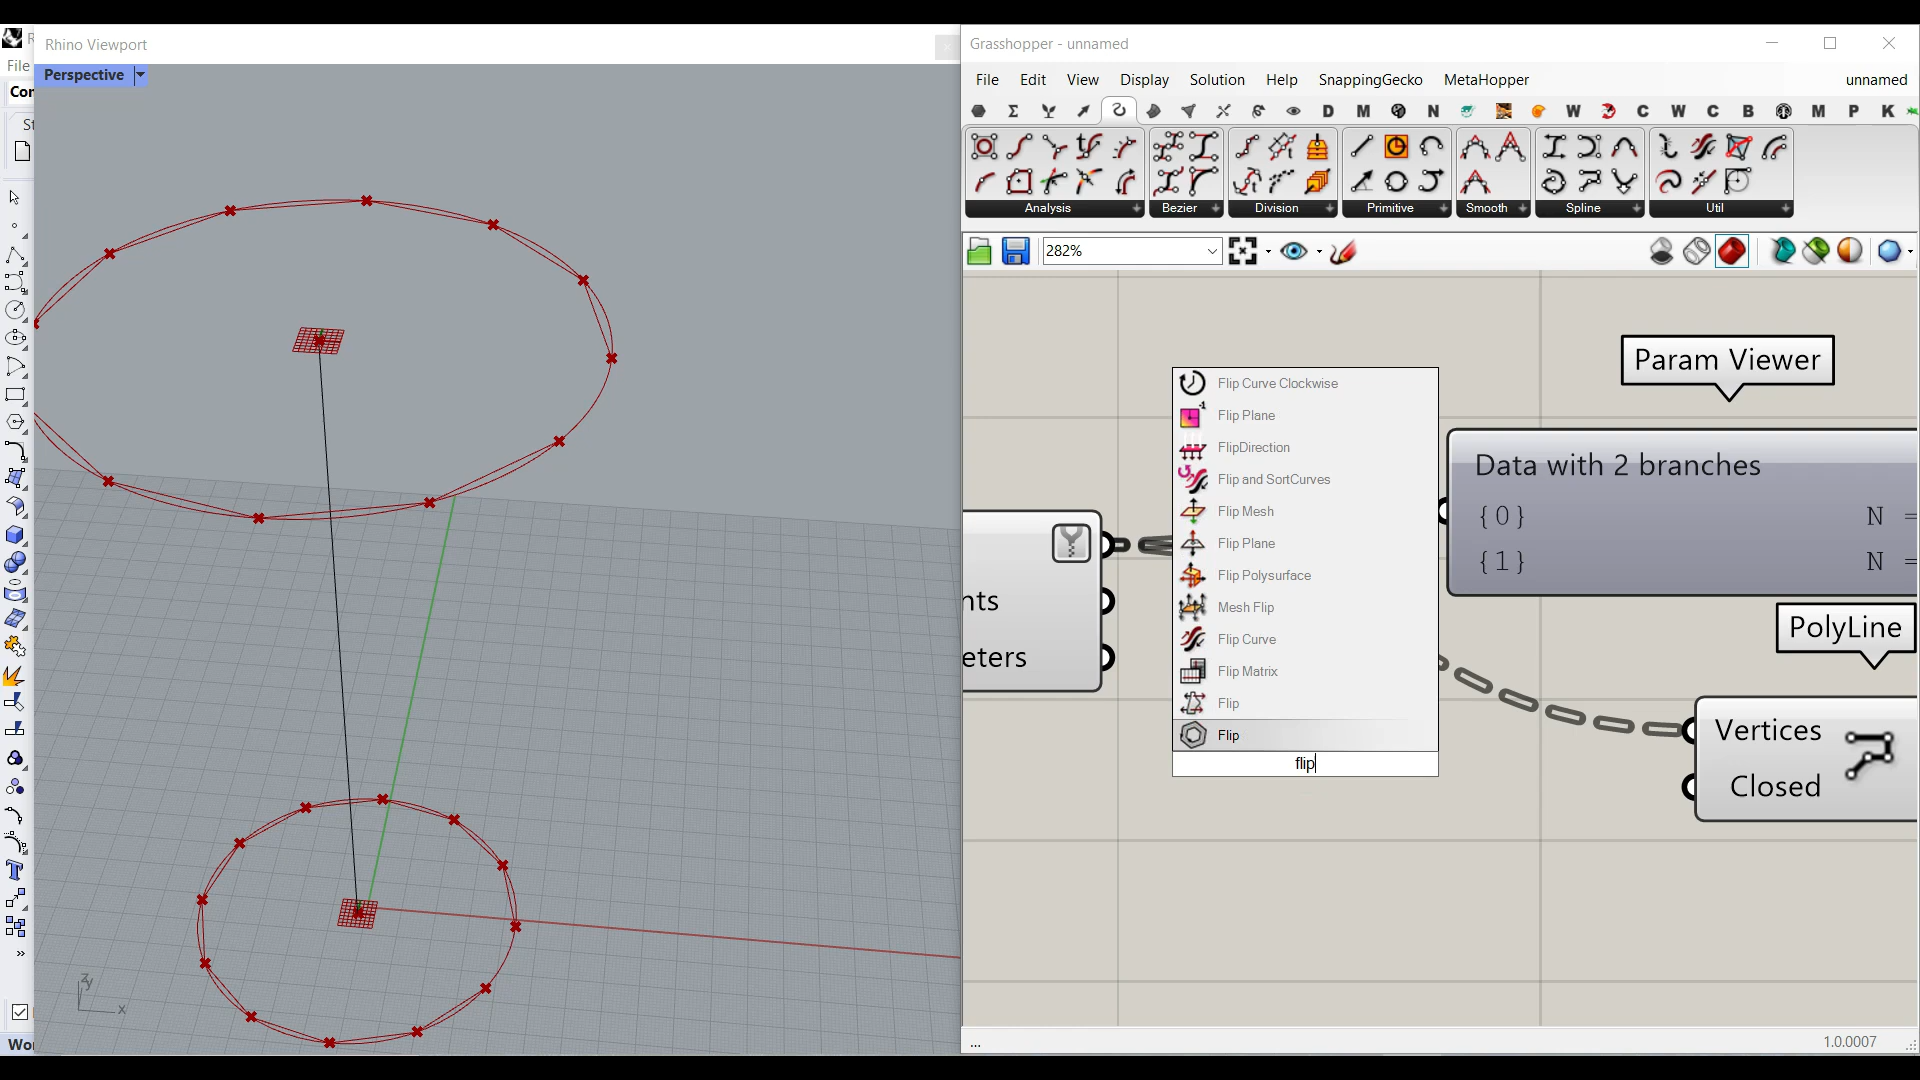 Rhino Viewport
Perspective
File
Grasshopper - unnamed
File Edit View Display Solution Help SnappingGecko MetaHopper unnamed
D M N W C W C B M P K
Analysis Bezier Division Primitive Smooth Spline Util
282%
Flip Curve Clockwise
Flip Plane
FlipDirection
Flip and SortCurves
Flip Mesh
Flip Plane
Flip Polysurface
Mesh Flip
Flip Curve
Flip Matrix
Flip
Flip
flip
Param Viewer
Data with 2 branches
{0} N =
{1} N =
nts
eters
PolyLine
Vertices
Closed
z
y
x
...
1.0.0007